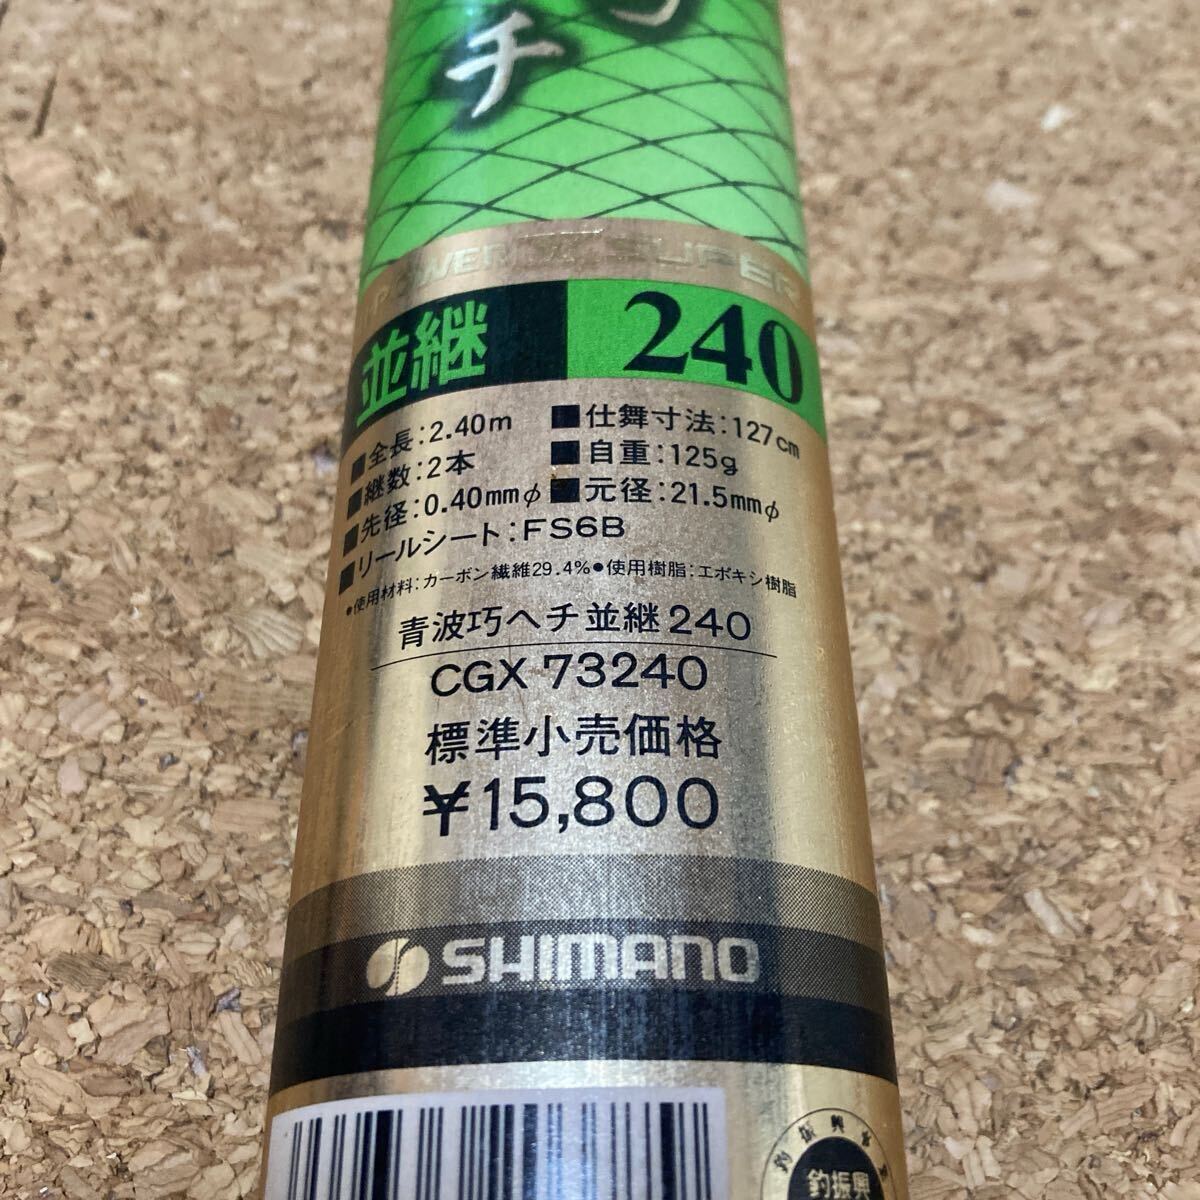 チ
POWER SUPER
並継 240
■全長:2.40m ■仕舞寸法:127cm
■継数:2本 ■自重:125g
■先径:0.40mmφ ■元径:21.5mmφ
■リールシート:FS6B
●使用材料:カーボン繊維29.4%●使用樹脂:エポキシ樹脂
青波巧ヘチ並継240
CGX 73240
標準小売価格
¥15,800
SHIMANO
釣振興
釣振興